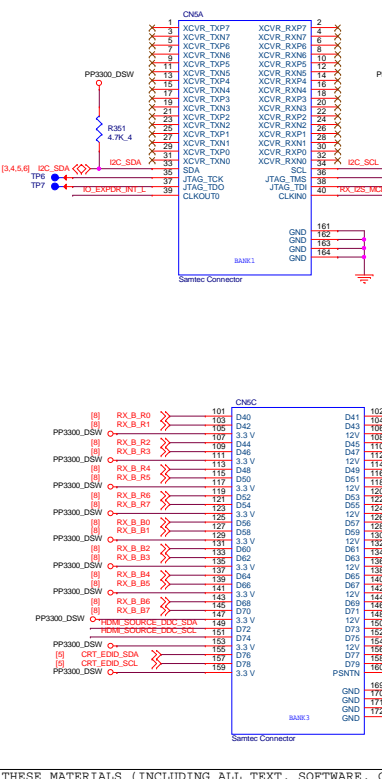 CN5A
1 XCVR_TXP7 XCVR_RXP7 2
3 XCVR_TXN7 XCVR_RXN7 4
5 XCVR_TXP6 XCVR_RXP6 6
7 XCVR_TXN6 XCVR_RXN6 8
9 XCVR_TXP5 XCVR_RXP5 10
11 XCVR_TXN5 XCVR_RXN5 12
PP3300_DSW 13 XCVR_TXP4 XCVR_RXP4 14
15 XCVR_TXN4 XCVR_RXN4 16
17 XCVR_TXP3 XCVR_RXP3 18
19 XCVR_TXN3 XCVR_RXN3 20
21 XCVR_TXP2 XCVR_RXP2 22
23 XCVR_TXN2 XCVR_RXN2 24
25 XCVR_TXP1 XCVR_RXP1 26
R351 27 XCVR_TXN1 XCVR_RXN1 28
4.7K_4 29 XCVR_TXP0 XCVR_RXP0 30
31 XCVR_TXN0 XCVR_RXN0 32
[3,4,5,6] I2C_SDA I2C_SDA 33 SDA SCL 34 I2C_SCL
TP6 35 JTAG_TCK JTAG_TMS 36
TP7 37 JTAG_TDO JTAG_TDI 38
IO_EXPDR_INT_L 39 CLKOUT0 CLKIN0 40 RX_I2S_MCL
GND 161
GND 162
GND 163
GND 164
BANK1
Samtec Connector
CN5C
[8] RX_B_R0 101 D40 D41 102
[8] RX_B_R1 103 D42 D43 104
PP3300_DSW 105 3.3 V 12V 106
[8] RX_B_R2 107 D44 D45 108
[8] RX_B_R3 109 D46 D47 110
PP3300_DSW 111 3.3 V 12V 112
[8] RX_B_R4 113 D48 D49 114
[8] RX_B_R5 115 D50 D51 116
PP3300_DSW 117 3.3 V 12V 118
[8] RX_B_R6 119 D52 D53 120
[8] RX_B_R7 121 D54 D55 122
PP3300_DSW 123 3.3 V 12V 124
[8] RX_B_B0 125 D56 D57 126
[8] RX_B_B1 127 D58 D59 128
PP3300_DSW 129 3.3 V 12V 130
[8] RX_B_B2 131 D60 D61 132
[8] RX_B_B3 133 D62 D63 134
PP3300_DSW 135 3.3 V 12V 136
[8] RX_B_B4 137 D64 D65 138
[8] RX_B_B5 139 D66 D67 140
PP3300_DSW 141 3.3 V 12V 142
[8] RX_B_B6 143 D68 D69 144
[8] RX_B_B7 145 D70 D71 146
PP3300_DSW 147 3.3 V 12V 148
HDMI_SOURCE_DDC_SDA 149 D72 D73 150
HDMI_SOURCE_DDC_SCL 151 D74 D75 152
PP3300_DSW 153 3.3 V 12V 154
[5] CRT_EDID_SDA 155 D76 D77 156
[5] CRT_EDID_SCL 157 D78 D79 158
PP3300_DSW 159 3.3 V PSNTN 160
GND 169
GND 170
GND 171
GND 172
BANK3
Samtec Connector
THESE MATERIALS (INCLUDING ALL TEXT, SOFTWARE,